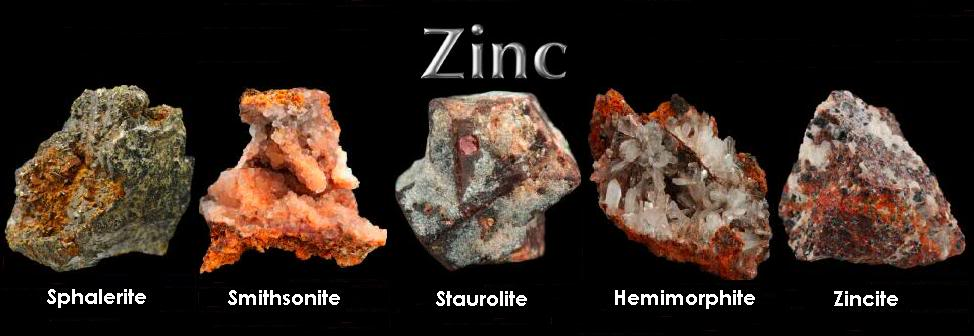 Zinc
Sphalerite
Smithsonite
Staurolite
Hemimorphite
Zincite